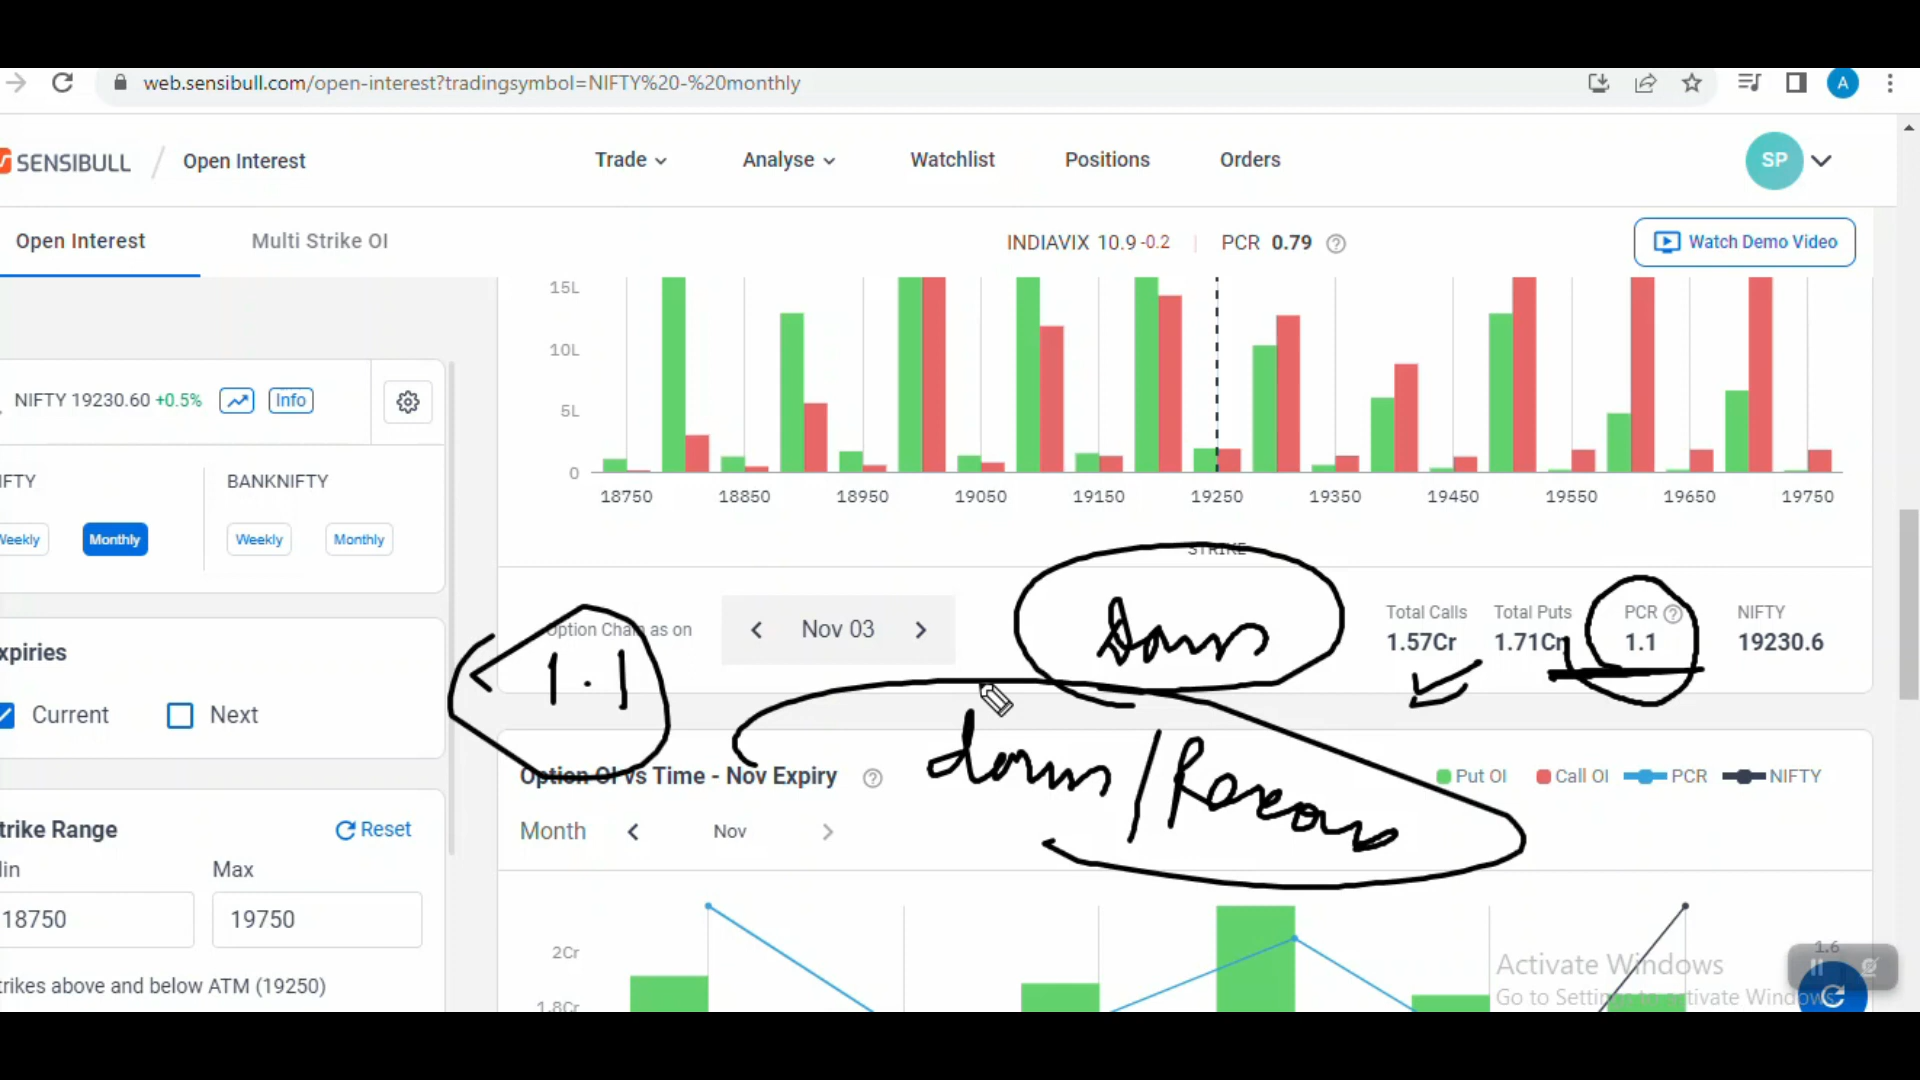 web.sensibull.com/open-interest?tradingsymbol=NIFTY%20-%20monthly
A
SENSIBULL / Open Interest
Trade
Analyse
Watchlist
Positions
Orders
SP
Open Interest
Multi Strike OI
INDIAVIX 10.9 -0.2
PCR 0.79
Watch Demo Video
15L
10L
5L
0
18750 18850 18950 19050 19150 19250 19350 19450 19550 19650 19750
STRIKE
NIFTY 19230.60 +0.5%
Info
IFTY
BANKNIFTY
Weekly
Monthly
Weekly
Monthly
xpiries
Current
Next
trike Range
Reset
in
Max
18750
19750
trikes above and below ATM (19250)
Option Chain as on
Nov 03
Total Calls
1.57Cr
Total Puts
1.71Cr
PCR
1.1
NIFTY
19230.6
1.1
down
Option OI vs Time - Nov Expiry
Put OI
Call OI
PCR
NIFTY
Month
Nov
2Cr
1.8Cr
1.6
Activate Windows
Go to Settings to activate Windows